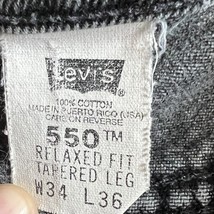 Levi's
100% COTTON
MADE IN PUERTO RICO (USA)
CARE ON REVERSE
550™
RELAXED FIT
TAPERED LEG
W34 L36